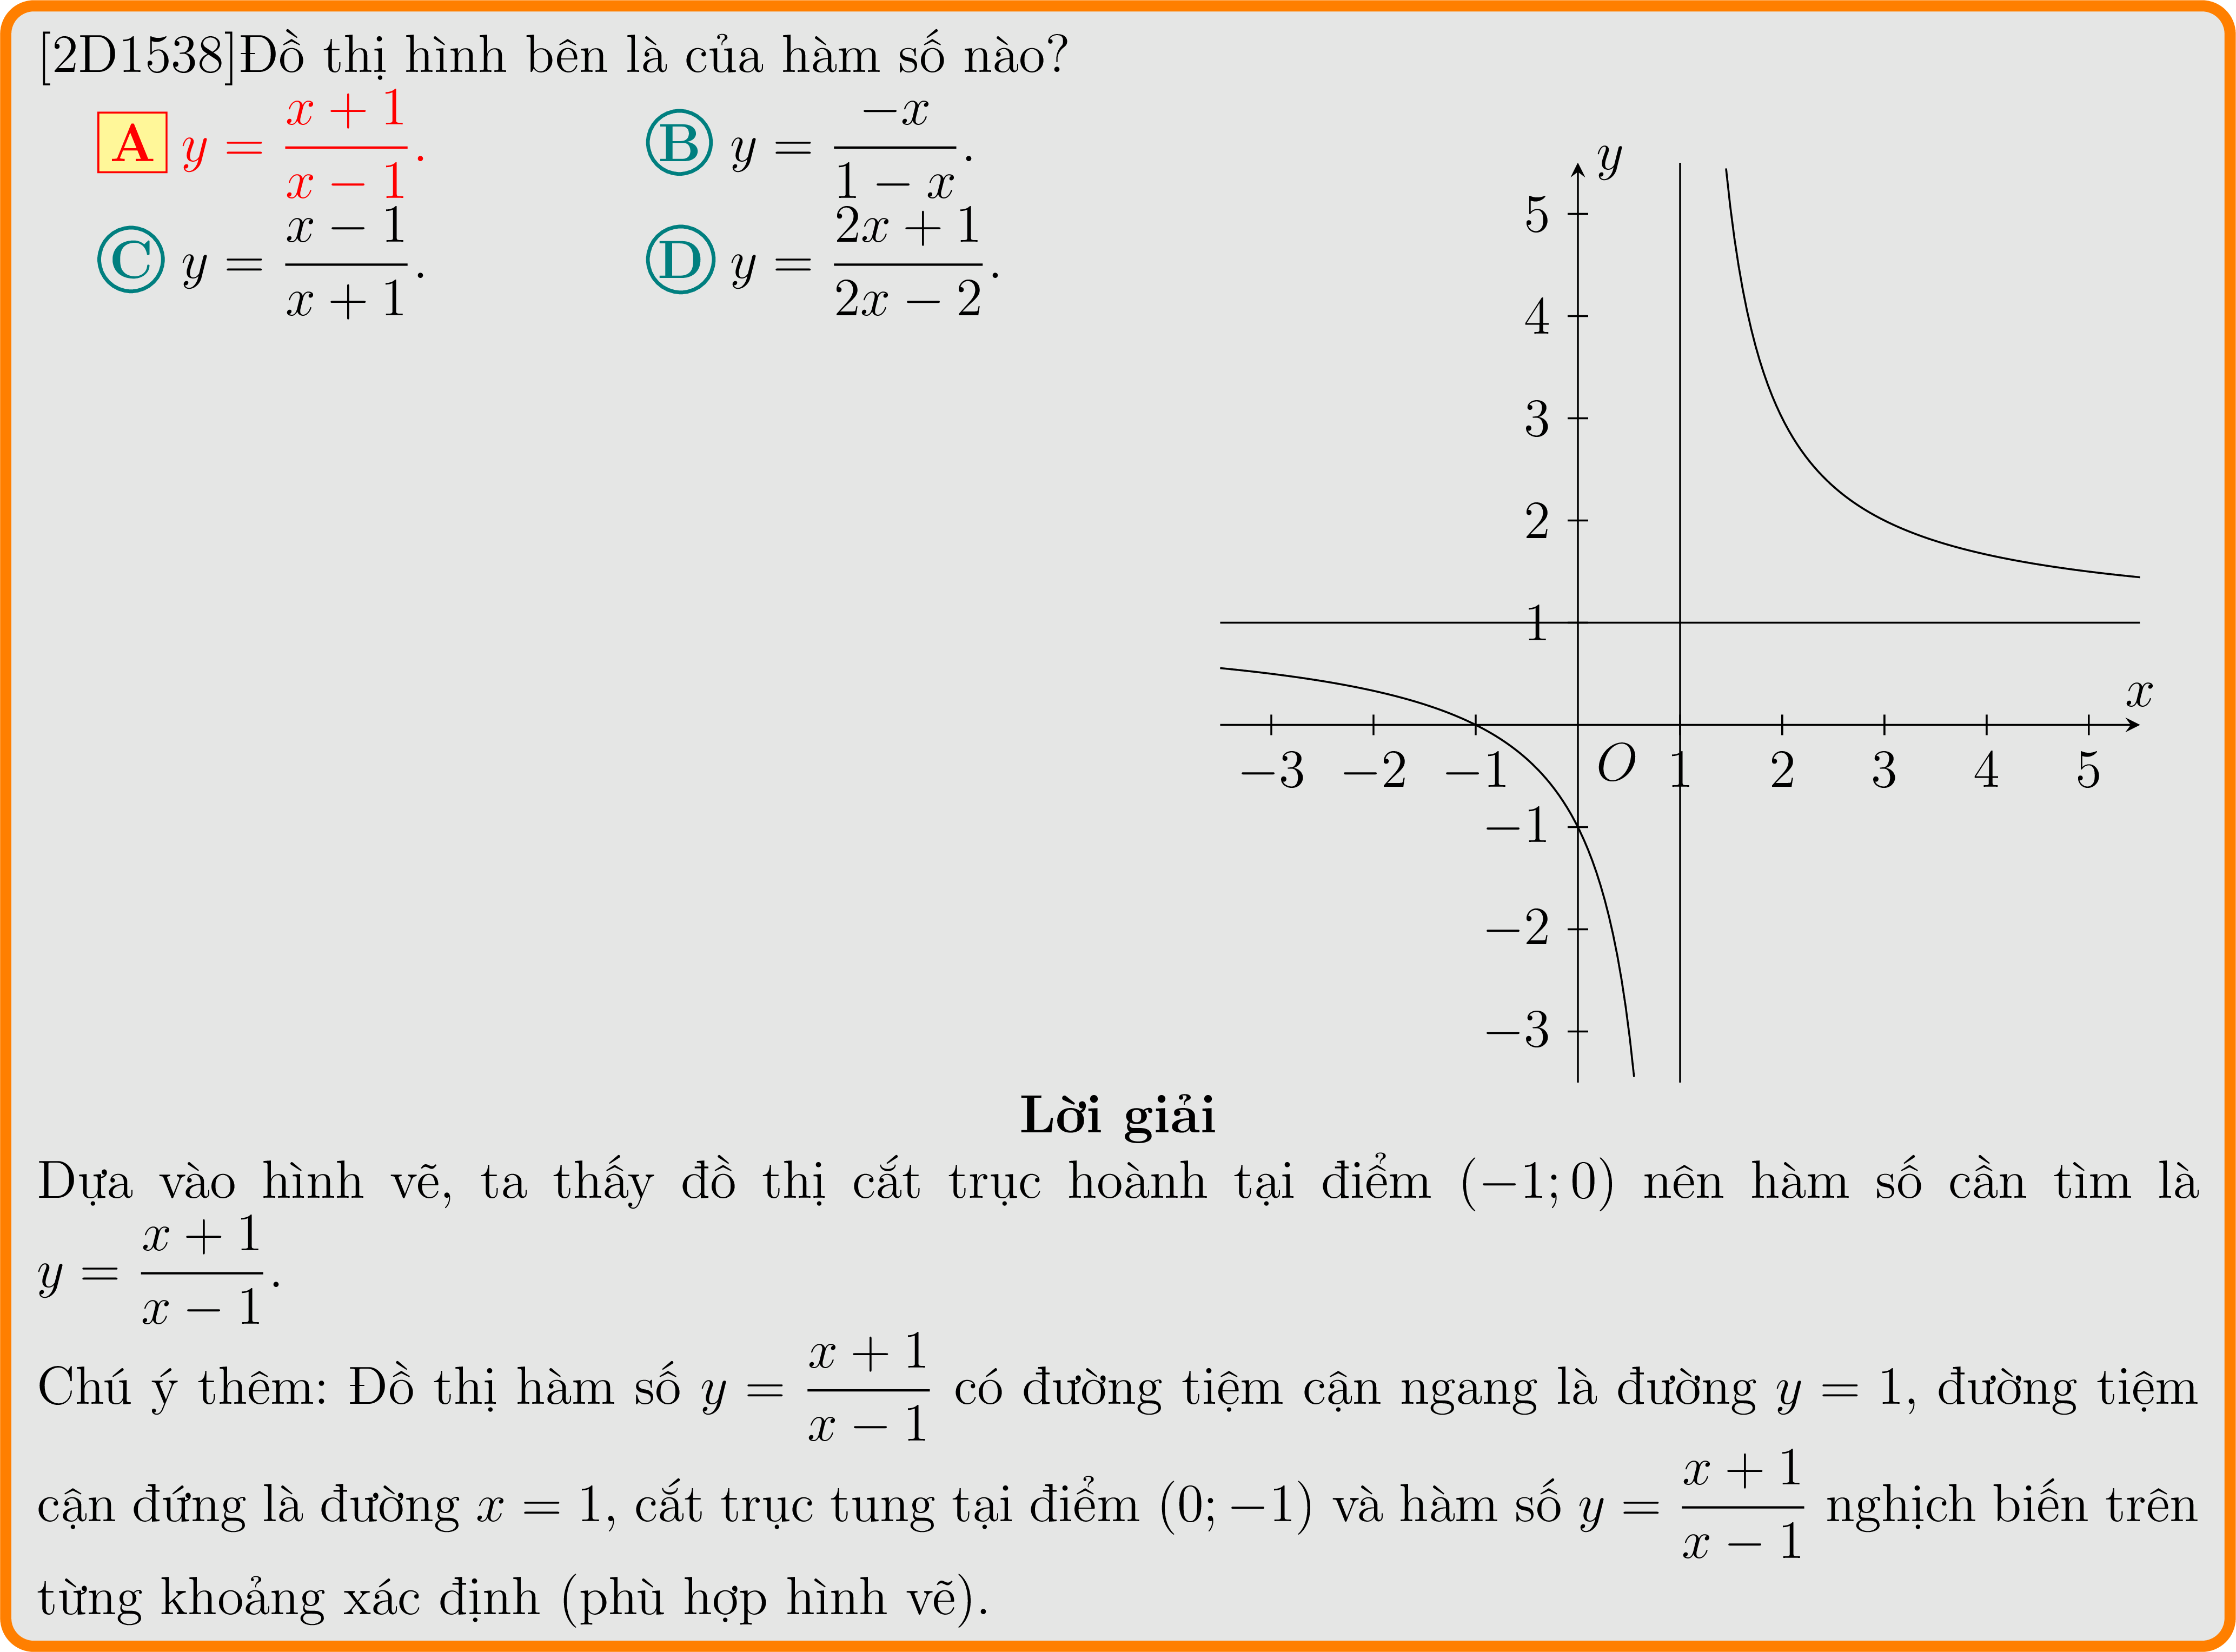 [2D1538]Đồ thị hình bên là của hàm số nào?
A y = \frac{x + 1}{x − 1}. B y = \frac{−x}{1 − x}.
C y = \frac{x − 1}{x + 1}. D y = \frac{2x + 1}{2x − 2}.
y
5
4
3
2
1
x
−3 −2 −1 O 1 2 3 4 5
−1
−2
−3
Lời giải
Dựa vào hình vẽ, ta thấy đồ thị cắt trục hoành tại điểm (−1; 0) nên hàm số cần tìm là
y = \frac{x + 1}{x − 1}.
Chú ý thêm: Đồ thị hàm số y = \frac{x + 1}{x − 1} có đường tiệm cận ngang là đường y = 1, đường tiệm
cận đứng là đường x = 1, cắt trục tung tại điểm (0; −1) và hàm số y = \frac{x + 1}{x − 1} nghịch biến trên
từng khoảng xác định (phù hợp hình vẽ).